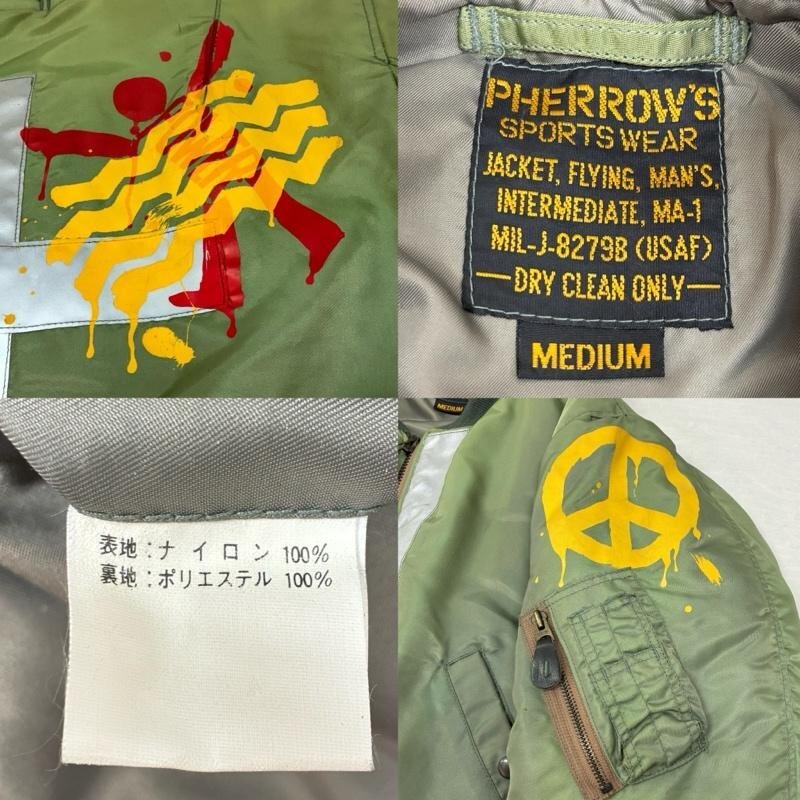 PHERROW'S
SPORTS WEAR
JACKET, FLYING, MAN'S,
INTERMEDIATE, MA-1
MIL-J-8279B (USAF)
DRY CLEAN ONLY
MEDIUM
表地:ナイロン 100%
裏地:ポリエステル 100%
MEDIUM